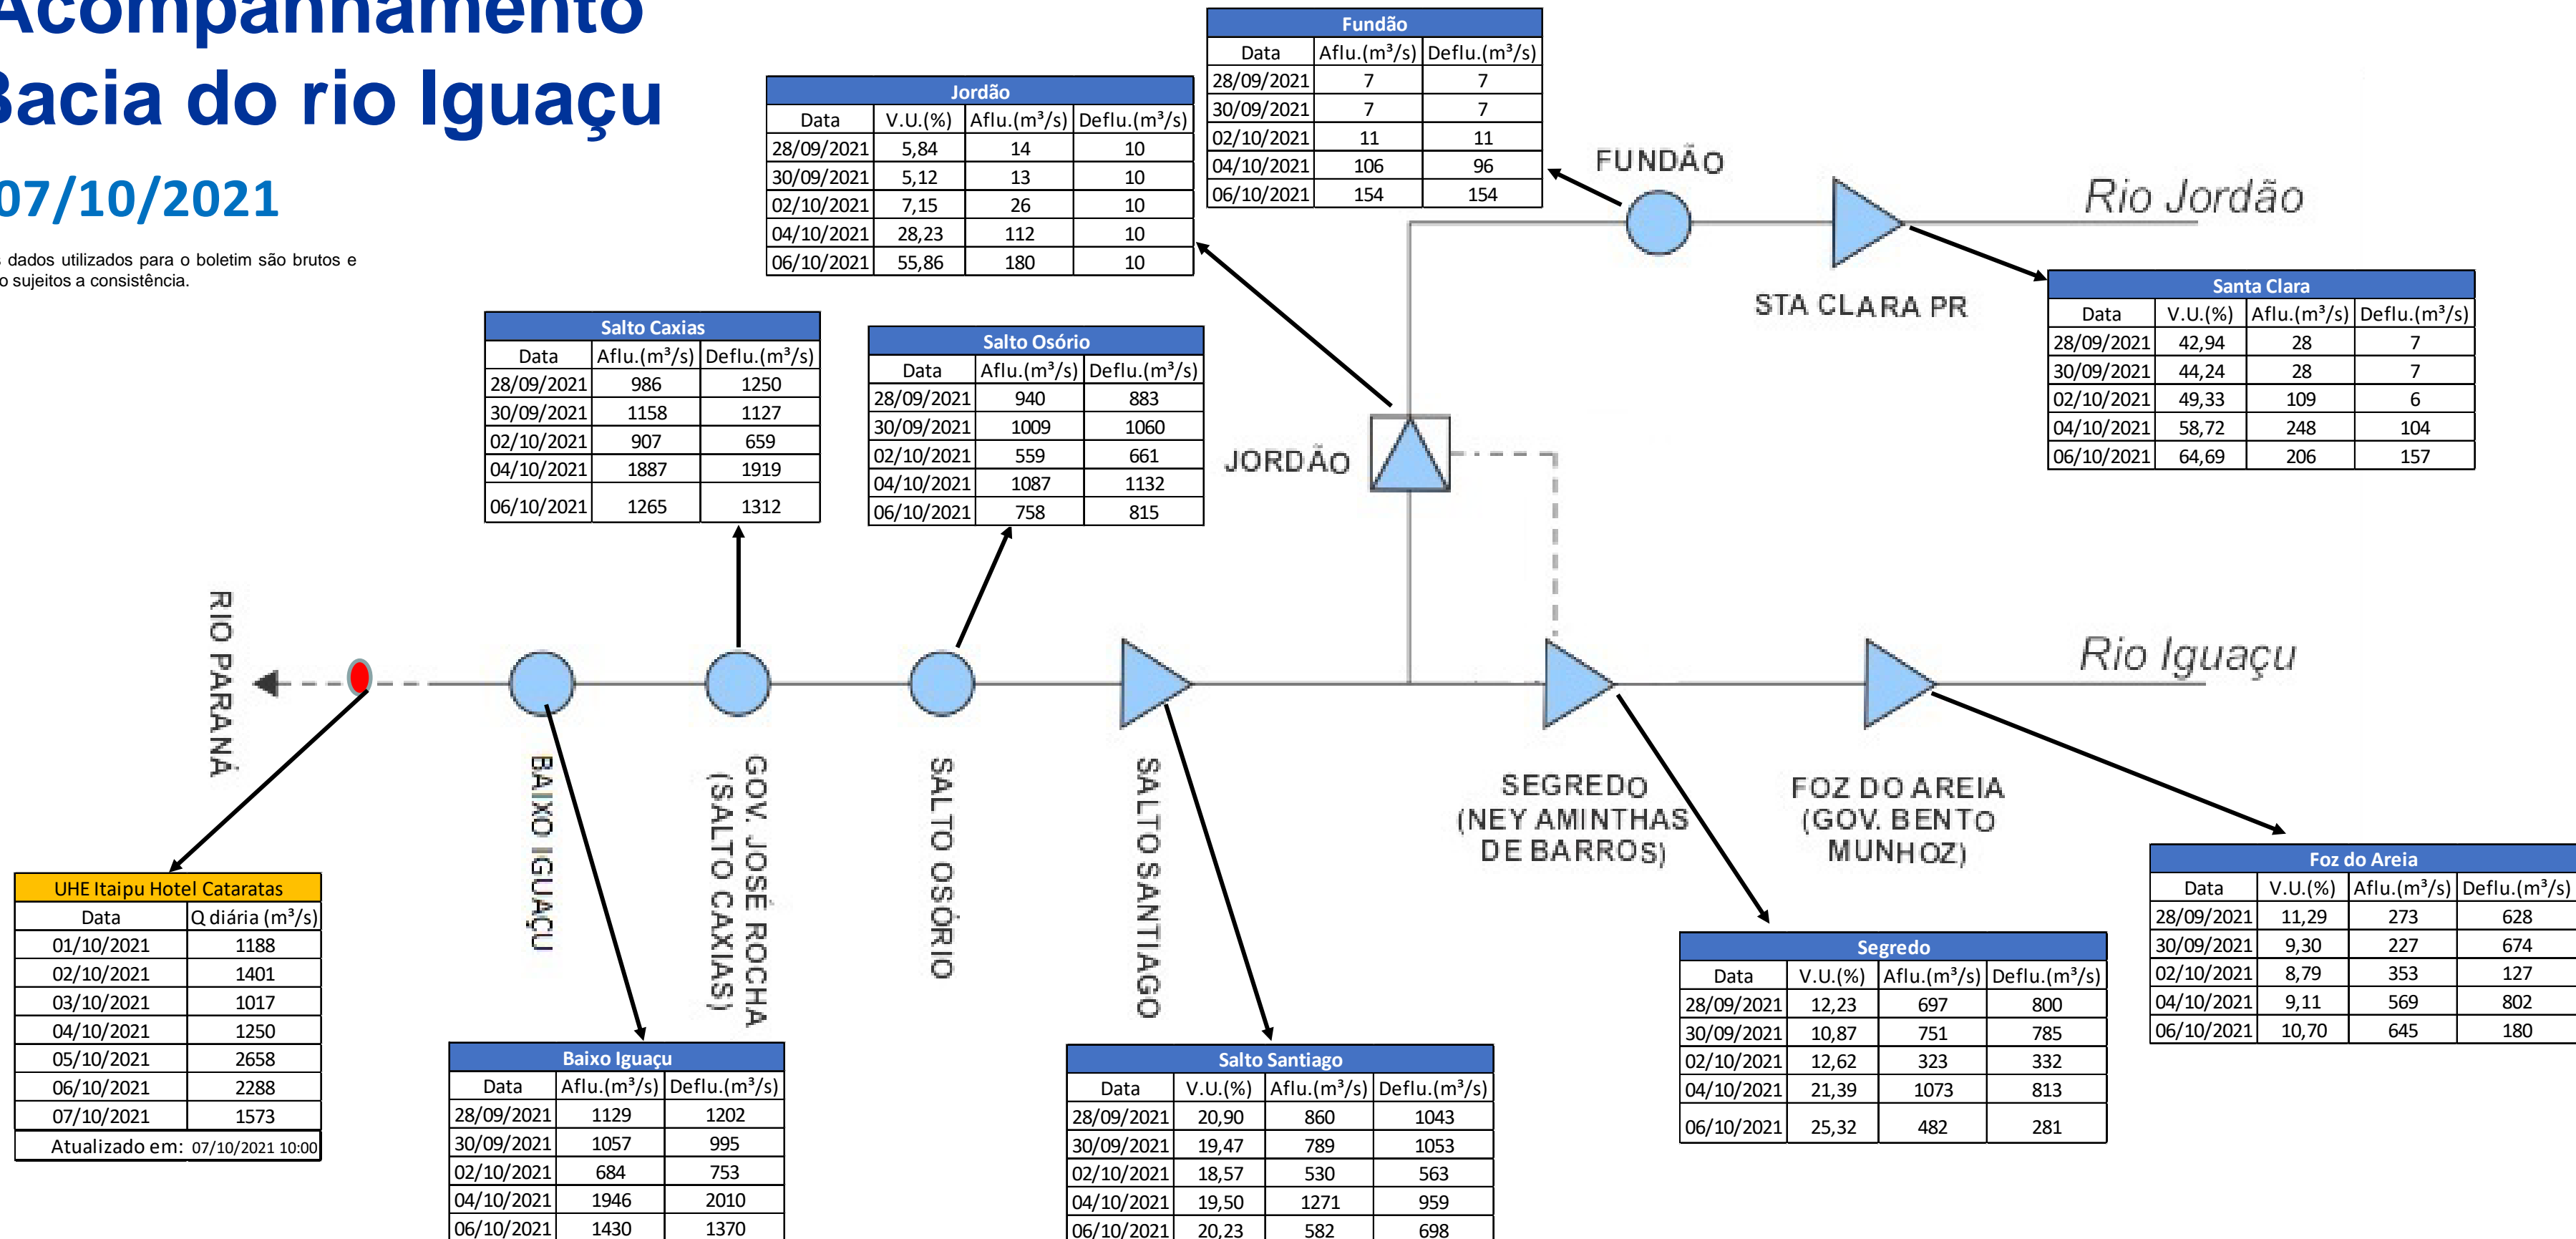 Acompanhamento
Bacia do rio Iguaçu
07/10/2021
s dados utilizados para o boletim são brutos e
o sujeitos a consistência.
Fundão
Data Aflu.(m³/s) Deflu.(m³/s)
28/09/2021 7 7
30/09/2021 7 7
02/10/2021 11 11
04/10/2021 106 96
06/10/2021 154 154
Jordão
Data V.U.(%) Aflu.(m³/s) Deflu.(m³/s)
28/09/2021 5,84 14 10
30/09/2021 5,12 13 10
02/10/2021 7,15 26 10
04/10/2021 28,23 112 10
06/10/2021 55,86 180 10
FUNDÃO
Rio Jordão
STA CLARA PR
Santa Clara
Data V.U.(%) Aflu.(m³/s) Deflu.(m³/s)
28/09/2021 42,94 28 7
30/09/2021 44,24 28 7
02/10/2021 49,33 109 6
04/10/2021 58,72 248 104
06/10/2021 64,69 206 157
Salto Caxias
Data Aflu.(m³/s) Deflu.(m³/s)
28/09/2021 986 1250
30/09/2021 1158 1127
02/10/2021 907 659
04/10/2021 1887 1919
06/10/2021 1265 1312
Salto Osório
Data Aflu.(m³/s) Deflu.(m³/s)
28/09/2021 940 883
30/09/2021 1009 1060
02/10/2021 559 661
04/10/2021 1087 1132
06/10/2021 758 815
JORDÃO
RIO PARANÁ
Rio Iguaçu
BAIXO IGUAÇU
GOV. JOSÉ ROCHA
(SALTO CAXIAS)
SALTO OSÓRIO
SALTO SANTIAGO
SEGREDO
(NEY AMINTHAS
DE BARROS)
FOZ DO AREIA
(GOV. BENTO
MUNHOZ)
UHE Itaipu Hotel Cataratas
Data Q diária (m³/s)
01/10/2021 1188
02/10/2021 1401
03/10/2021 1017
04/10/2021 1250
05/10/2021 2658
06/10/2021 2288
07/10/2021 1573
Atualizado em: 07/10/2021 10:00
Baixo Iguaçu
Data Aflu.(m³/s) Deflu.(m³/s)
28/09/2021 1129 1202
30/09/2021 1057 995
02/10/2021 684 753
04/10/2021 1946 2010
06/10/2021 1430 1370
Salto Santiago
Data V.U.(%) Aflu.(m³/s) Deflu.(m³/s)
28/09/2021 20,90 860 1043
30/09/2021 19,47 789 1053
02/10/2021 18,57 530 563
04/10/2021 19,50 1271 959
06/10/2021 20,23 582 698
Segredo
Data V.U.(%) Aflu.(m³/s) Deflu.(m³/s)
28/09/2021 12,23 697 800
30/09/2021 10,87 751 785
02/10/2021 12,62 323 332
04/10/2021 21,39 1073 813
06/10/2021 25,32 482 281
Foz do Areia
Data V.U.(%) Aflu.(m³/s) Deflu.(m³/s)
28/09/2021 11,29 273 628
30/09/2021 9,30 227 674
02/10/2021 8,79 353 127
04/10/2021 9,11 569 802
06/10/2021 10,70 645 180